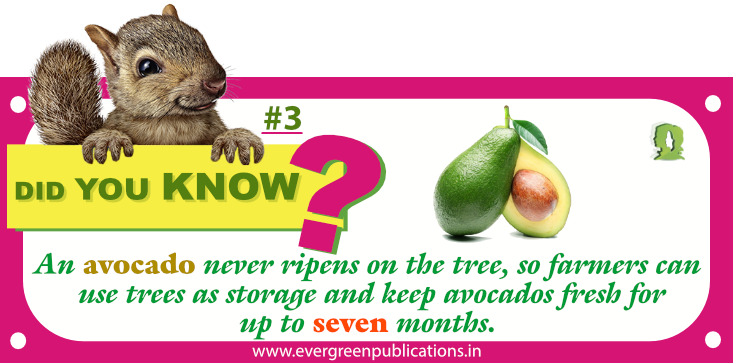 #3
DID YOU KNOW ?
An avocado never ripens on the tree, so farmers can
use trees as storage and keep avocados fresh for
up to seven months.
www.evergreenpublications.in